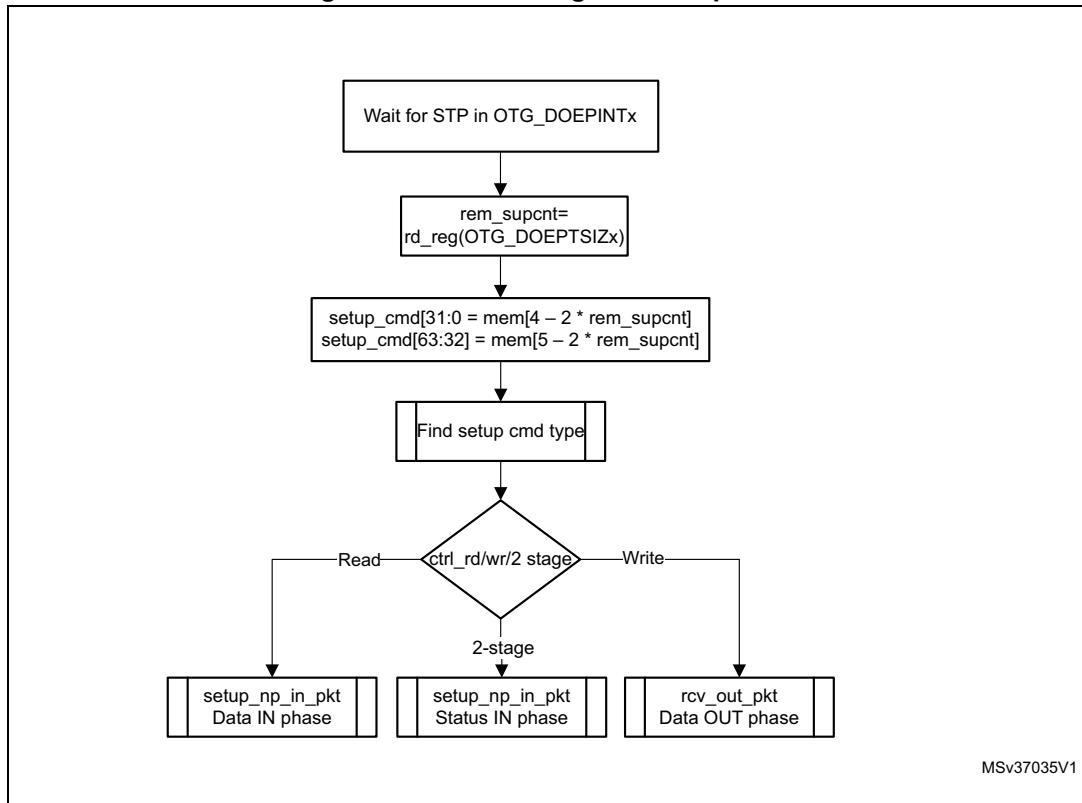 Wait for STP in OTG_DOEPINTx
rem_supcnt=
rd_reg(OTG_DOEPTSIZx)
setup_cmd[31:0 = mem[4 – 2 * rem_supcnt]
setup_cmd[63:32] = mem[5 – 2 * rem_supcnt]
Find setup cmd type
Read
ctrl_rd/wr/2 stage
Write
2-stage
setup_np_in_pkt
Data IN phase
setup_np_in_pkt
Status IN phase
rcv_out_pkt
Data OUT phase
MSv37035V1